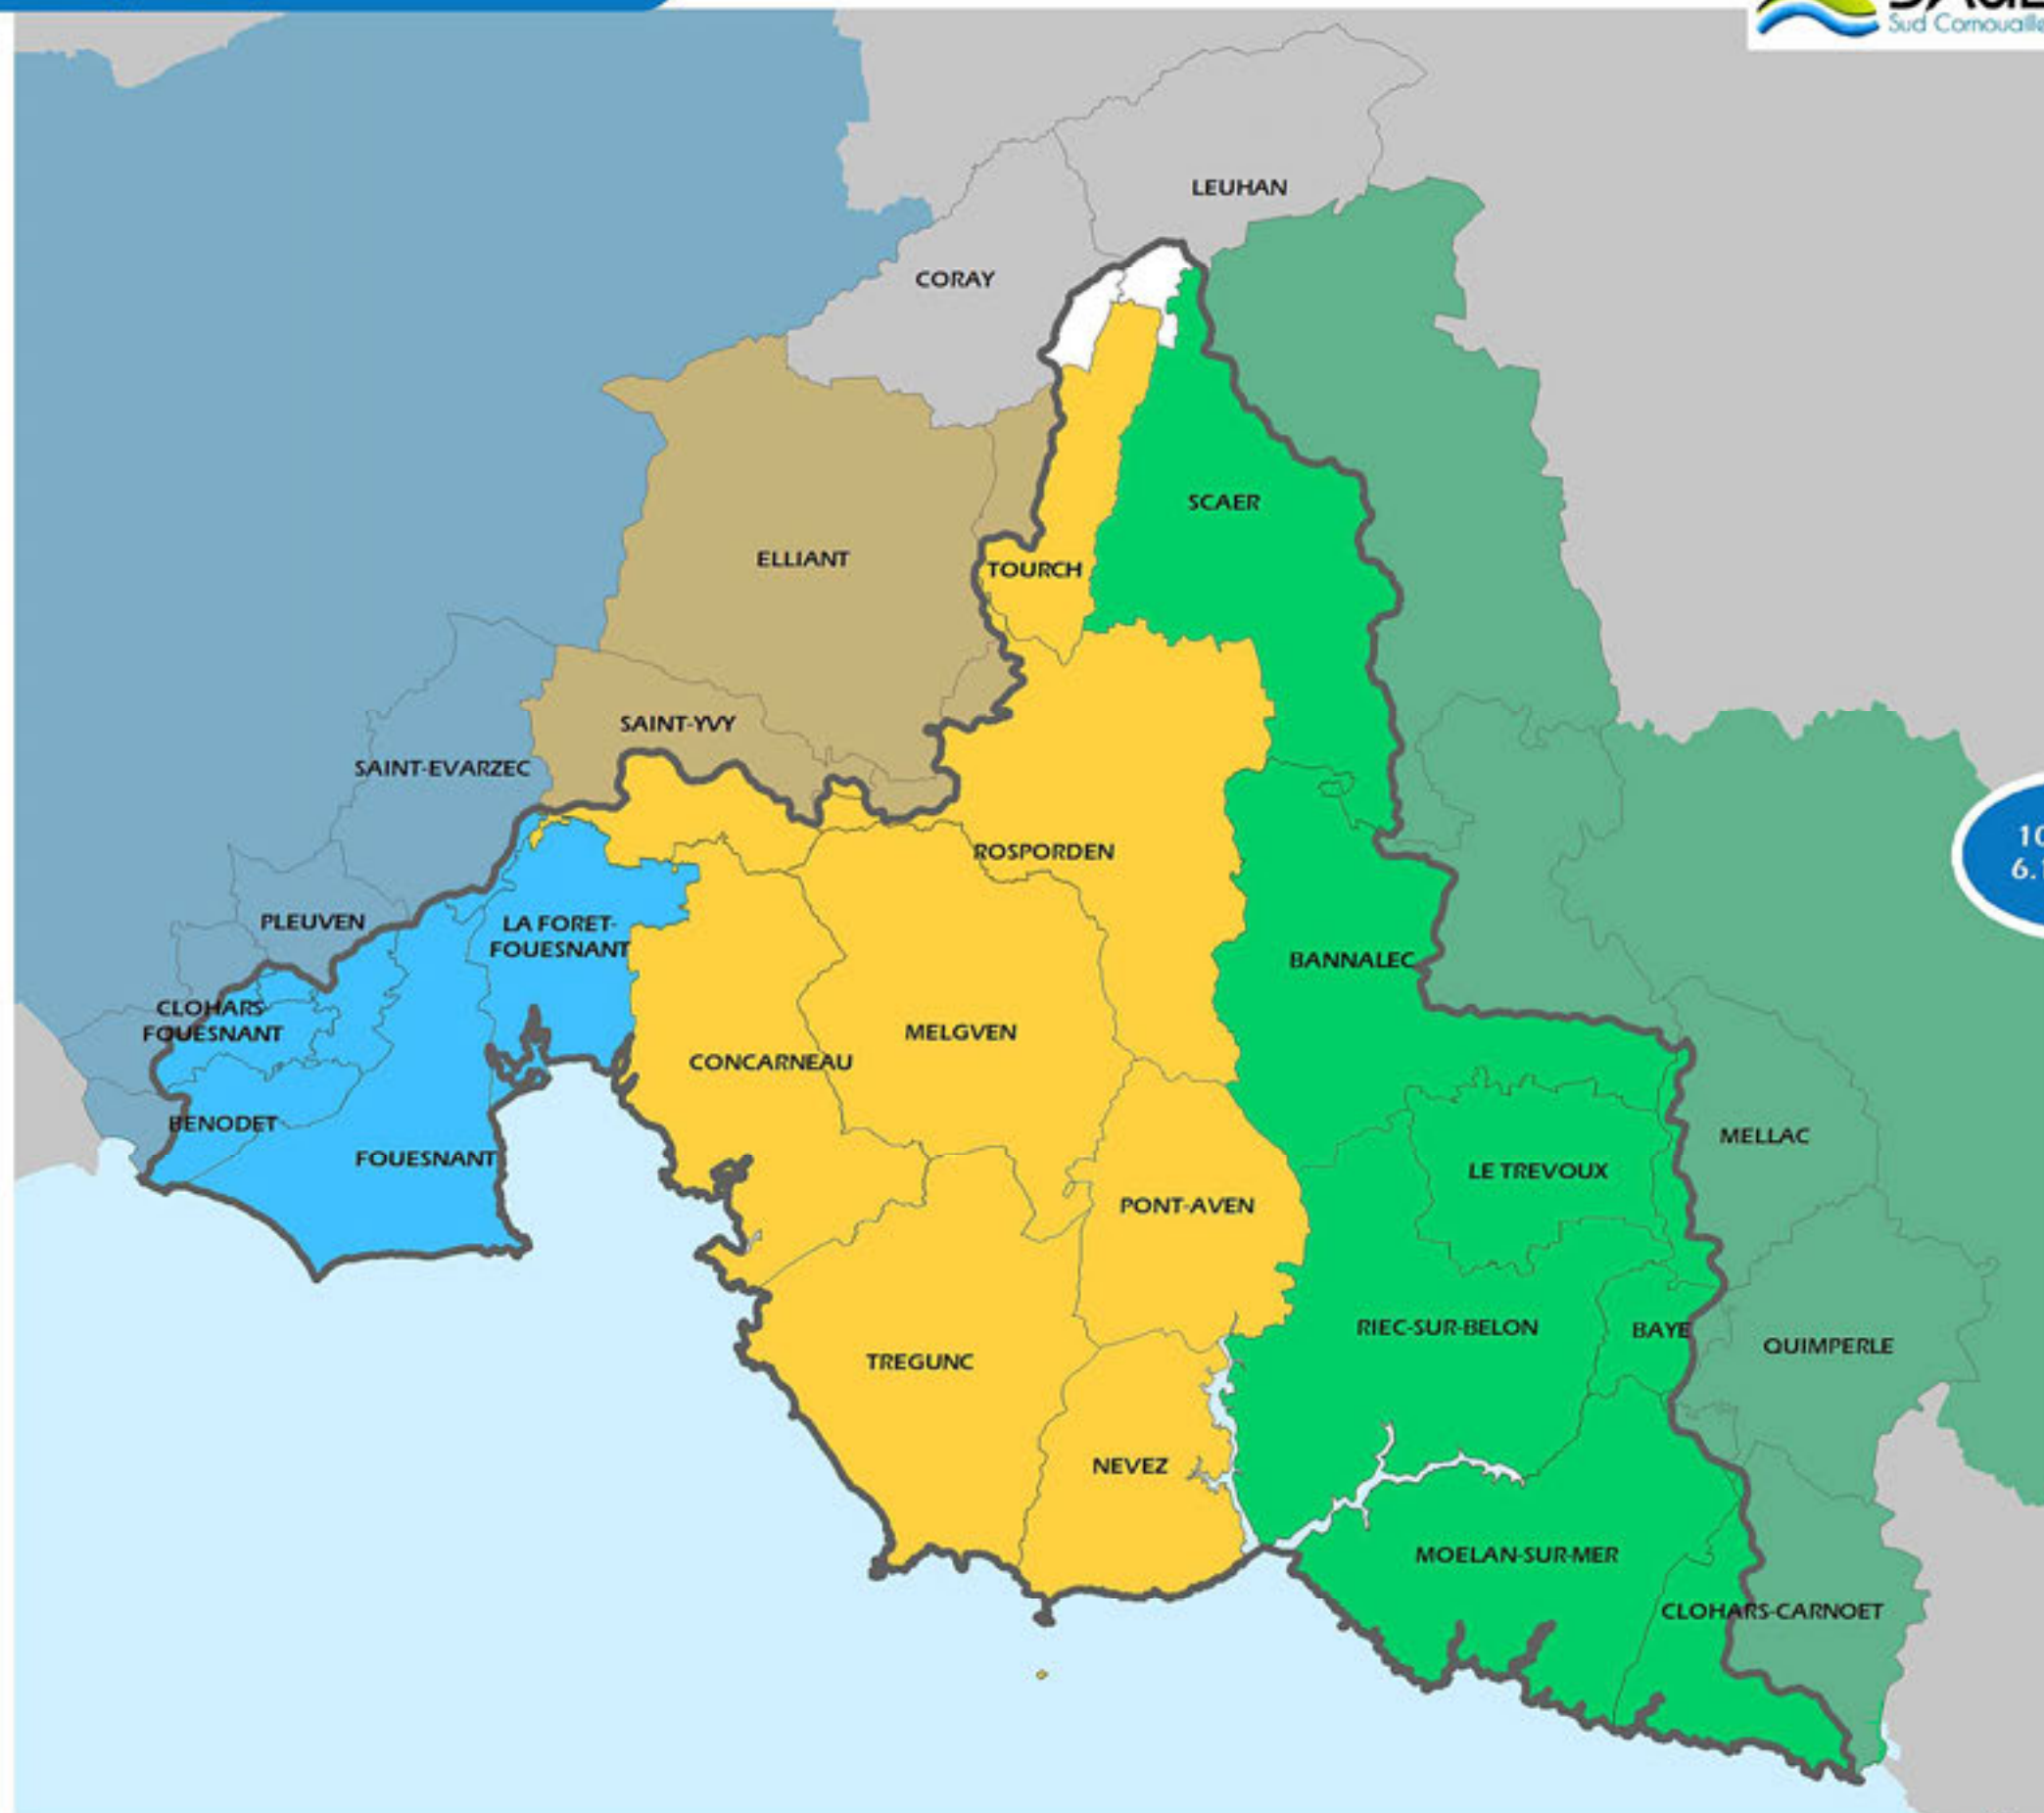 Sud Cornouaille
LEUHAN
CORAY
SCAER
ELLIANT
TOURCH
SAINT-YVY
SAINT-EVARZEC
ROSPORDEN
PLEUVEN
LA FORET-
FOUESNANT
BANNALEC
CLOHARS-
FOUESNANT
MELGVEN
CONCARNEAU
BENODET
MELLAC
FOUESNANT
LE TREVOUX
PONT-AVEN
RIEC-SUR-BELON
BAYE
QUIMPERLE
TREGUNC
NEVEZ
MOELAN-SUR-MER
CLOHARS-CARNOET